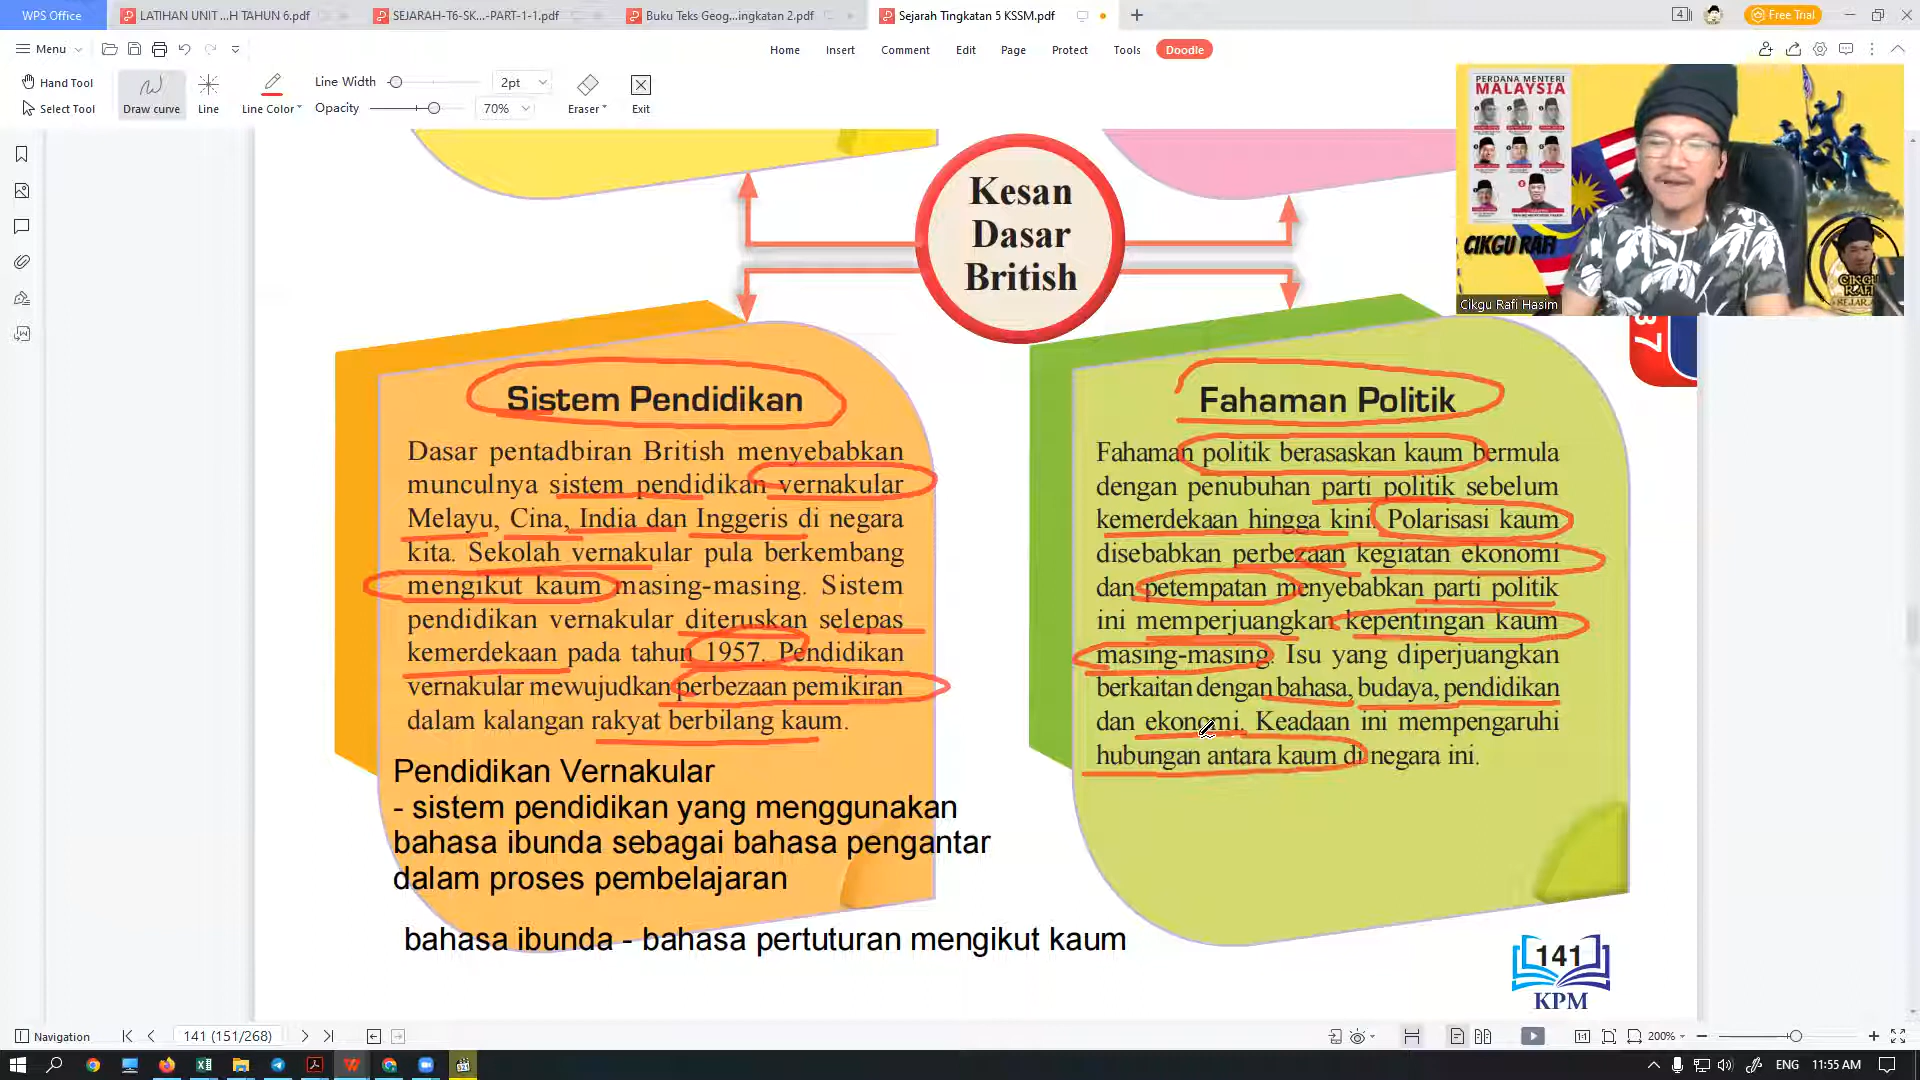 WPS Office
LATIHAN UNIT ...H TAHUN 6.pdf
SEJARAH-T6-SK...-PART-1-1.pdf
Buku Teks Geog...ingkatan 2.pdf
Sejarah Tingkatan 5 KSSM.pdf
4
Free Trial
Menu
Home
Insert
Comment
Edit
Page
Protect
Tools
Doodle
Hand Tool
Select Tool
Draw curve
Line
Line Color
Line Width
2pt
Opacity
70%
Eraser
Exit
PERDANA MENTERI
MALAYSIA
CIKGU RAFI
CIKGU
RAFI
Cikgu Rafi Hasim
37
Kesan
Dasar
British
Sistem Pendidikan
Dasar pentadbiran British menyebabkan
munculnya sistem pendidikan vernakular
Melayu, Cina, India dan Inggeris di negara
kita. Sekolah vernakular pula berkembang
mengikut kaum masing-masing. Sistem
pendidikan vernakular diteruskan selepas
kemerdekaan pada tahun 1957. Pendidikan
vernakular mewujudkan perbezaan pemikiran
dalam kalangan rakyat berbilang kaum.
Pendidikan Vernakular
- sistem pendidikan yang menggunakan
bahasa ibunda sebagai bahasa pengantar
dalam proses pembelajaran
bahasa ibunda - bahasa pertuturan mengikut kaum
Fahaman Politik
Fahaman politik berasaskan kaum bermula
dengan penubuhan parti politik sebelum
kemerdekaan hingga kini. Polarisasi kaum
disebabkan perbezaan kegiatan ekonomi
dan petempatan menyebabkan parti politik
ini memperjuangkan kepentingan kaum
masing-masing. Isu yang diperjuangkan
berkaitan dengan bahasa, budaya, pendidikan
dan ekonomi. Keadaan ini mempengaruhi
hubungan antara kaum di negara ini.
141
KPM
Navigation
141 (151/268)
200%
ENG
11:55 AM